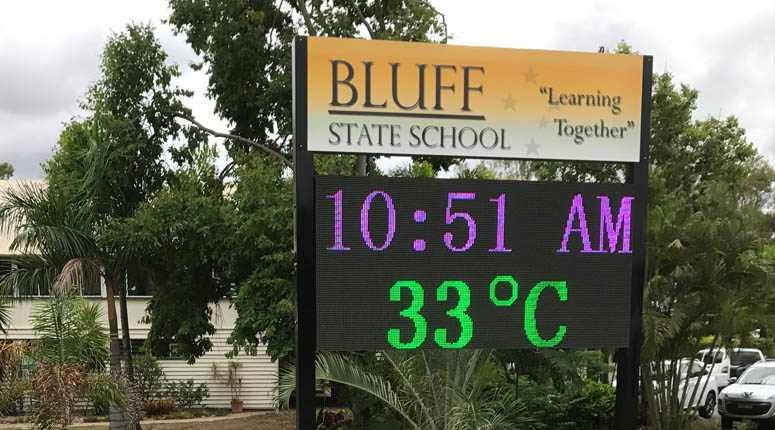 BLUFF
STATE SCHOOL
“Learning
Together”
10:51 AM
33°C